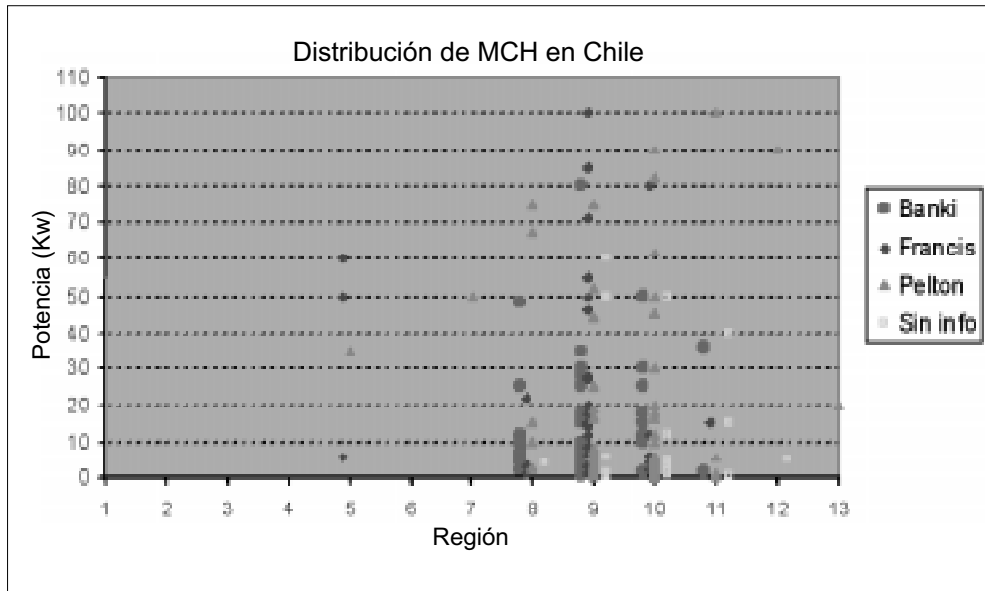 Distribución de MCH en Chile
110
100
90
80
70
60
50
40
30
20
10
0
Potencia (Kw)
1 2 3 4 5 6 7 8 9 10 11 12 13
Región
Banki
Francis
Pelton
Sin info